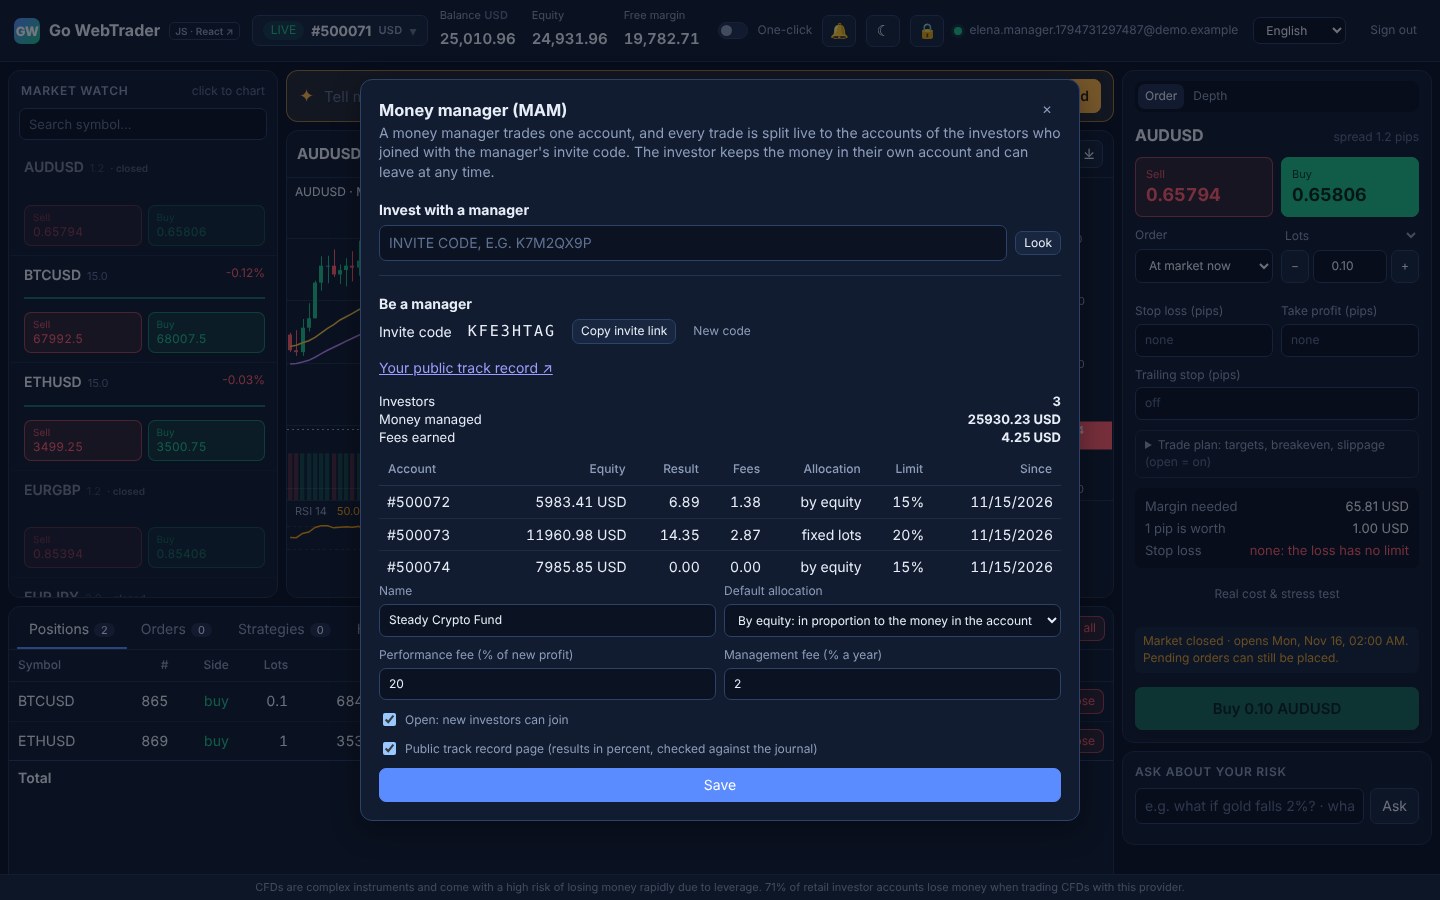 GW Go WebTrader JS · React ↗ LIVE #500071 USD ▾
Balance USD
25,010.96
Equity
24,931.96
Free margin
19,782.71
One-click
elena.manager.1794731297487@demo.example
English
Sign out
MARKET WATCH click to chart
Search symbol...
AUDUSD 1.2 · closed
Sell
0.65794
Buy
0.65806
BTCUSD 15.0 -0.12%
Sell
67992.5
Buy
68007.5
ETHUSD 15.0 -0.03%
Sell
3499.25
Buy
3500.75
EURGBP 1.2 · closed
Sell
0.85394
Buy
0.85406
EURJPY
✦ Tell
AUDUSD
AUDUSD ·
RSI 14 50.0
Money manager (MAM) ×
A money manager trades one account, and every trade is split live to the accounts of the investors who
joined with the manager's invite code. The investor keeps the money in their own account and can
leave at any time.
Invest with a manager
INVITE CODE, E.G. K7M2QX9P Look
Be a manager
Invite code KFE3HTAG Copy invite link New code
Your public track record ↗
Investors 3
Money managed 25930.23 USD
Fees earned 4.25 USD
Account Equity Result Fees Allocation Limit Since
#500072 5983.41 USD 6.89 1.38 by equity 15% 11/15/2026
#500073 11960.98 USD 14.35 2.87 fixed lots 20% 11/15/2026
#500074 7985.85 USD 0.00 0.00 by equity 15% 11/15/2026
Name
Steady Crypto Fund
Default allocation
By equity: in proportion to the money in the account
Performance fee (% of new profit)
20
Management fee (% a year)
2
Open: new investors can join
Public track record page (results in percent, checked against the journal)
Save
Positions 2 Orders 0 Strategies 0
all
Symbol # Side Lots
BTCUSD 865 buy 0.1 684
ETHUSD 869 buy 1 353
Total
Order Depth
AUDUSD spread 1.2 pips
Sell
0.65794
Buy
0.65806
Order
At market now
Lots
− 0.10 +
Stop loss (pips)
none
Take profit (pips)
none
Trailing stop (pips)
off
▶ Trade plan: targets, breakeven, slippage
(open = on)
Margin needed 65.81 USD
1 pip is worth 1.00 USD
Stop loss none: the loss has no limit
Real cost & stress test
Market closed · opens Mon, Nov 16, 02:00 AM.
Pending orders can still be placed.
Buy 0.10 AUDUSD
ASK ABOUT YOUR RISK
e.g. what if gold falls 2%? · wha Ask
CFDs are complex instruments and come with a high risk of losing money rapidly due to leverage. 71% of retail investor accounts lose money when trading CFDs with this provider.